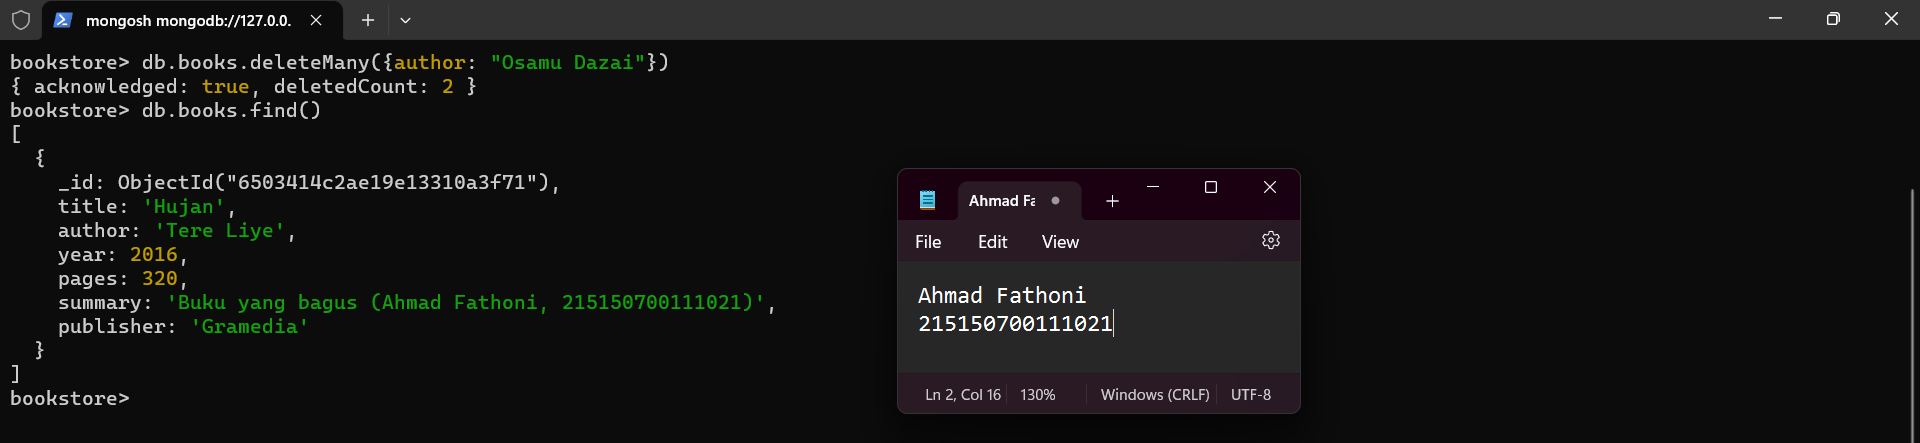 mongosh mongodb://127.0.0.
bookstore> db.books.deleteMany({author: "Osamu Dazai"})
{ acknowledged: true, deletedCount: 2 }
bookstore> db.books.find()
[
  {
    _id: ObjectId("6503414c2ae19e13310a3f71"),
    title: 'Hujan',
    author: 'Tere Liye',
    year: 2016,
    pages: 320,
    summary: 'Buku yang bagus (Ahmad Fathoni, 215150700111021)',
    publisher: 'Gramedia'
  }
]
bookstore>
Ahmad Fa
File Edit View
Ahmad Fathoni
215150700111021
Ln 2, Col 16 130% Windows (CRLF) UTF-8